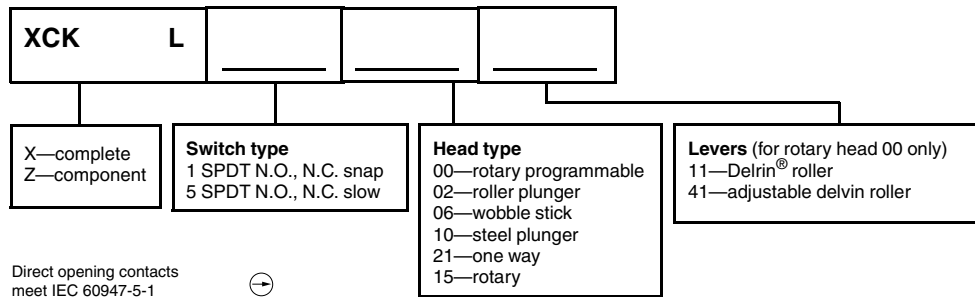 XCK L
X—complete
Z—component
Switch type
1 SPDT N.O., N.C. snap
5 SPDT N.O., N.C. slow
Head type
00—rotary programmable
02—roller plunger
06—wobble stick
10—steel plunger
21—one way
15—rotary
Levers (for rotary head 00 only)
11—Delrin® roller
41—adjustable delvin roller
Direct opening contacts
meet IEC 60947-5-1